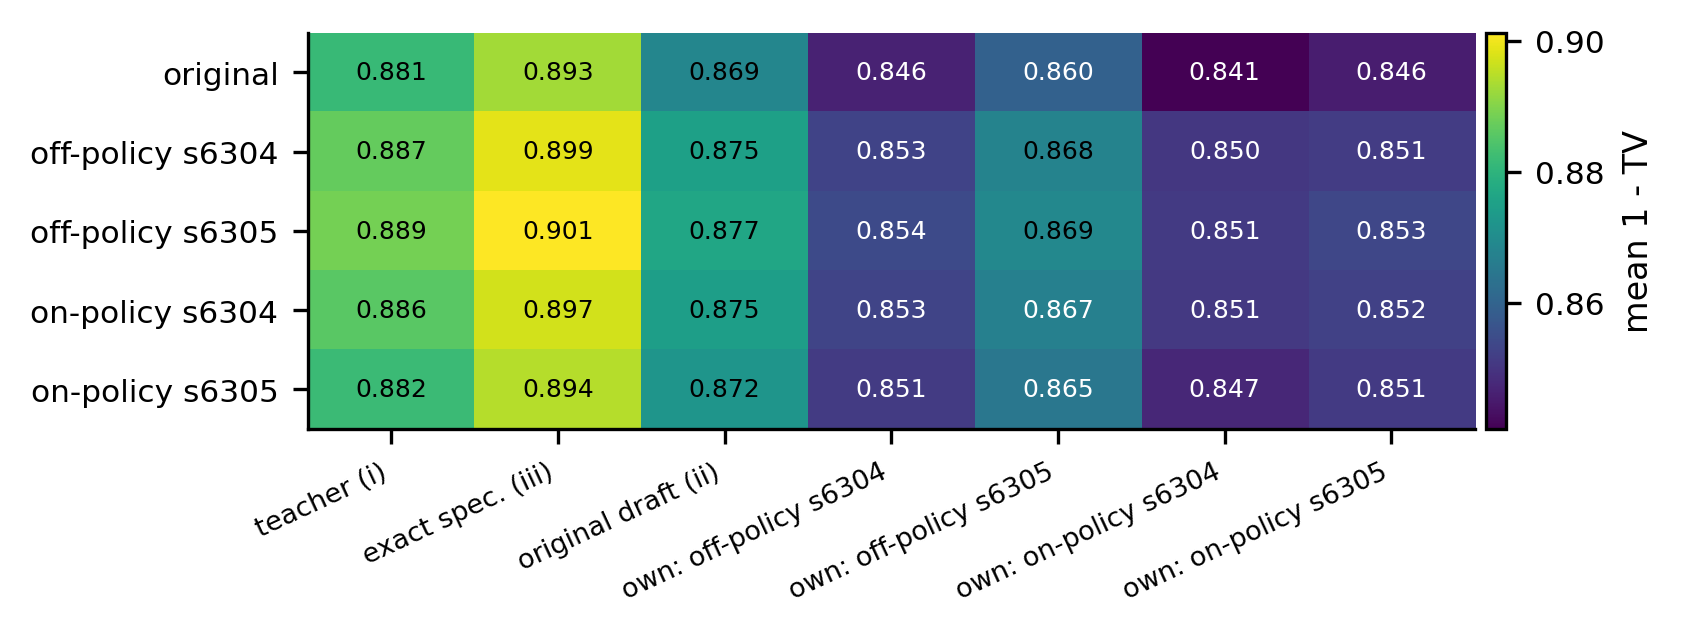 original 0.881 0.893 0.869 0.846 0.860 0.841 0.846
off-policy s6304 0.887 0.899 0.875 0.853 0.868 0.850 0.851
off-policy s6305 0.889 0.901 0.877 0.854 0.869 0.851 0.853
on-policy s6304 0.886 0.897 0.875 0.853 0.867 0.851 0.852
on-policy s6305 0.882 0.894 0.872 0.851 0.865 0.847 0.851
teacher (i)
exact spec. (iii)
original draft (ii)
own: off-policy s6304
own: off-policy s6305
own: on-policy s6304
own: on-policy s6305
0.90
0.88
0.86
mean 1 - TV